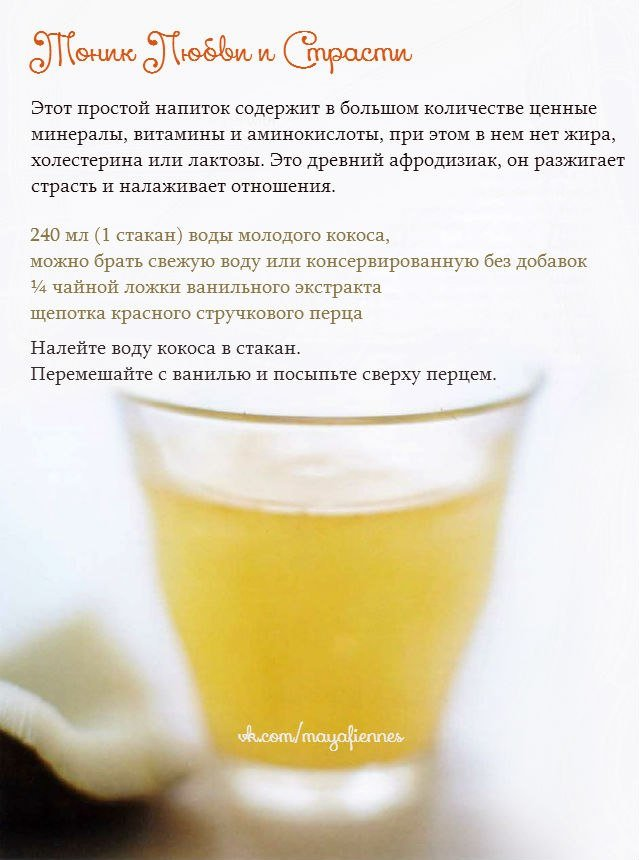 Тоник Любви и Страсти
Этот простой напиток содержит в большом количестве ценные
минералы, витамины и аминокислоты, при этом в нем нет жира,
холестерина или лактозы. Это древний афродизиак, он разжигает
страсть и налаживает отношения.
240 мл (1 стакан) воды молодого кокоса,
можно брать свежую воду или консервированную без добавок
¼ чайной ложки ванильного экстракта
щепотка красного стручкового перца
Налейте воду кокоса в стакан.
Перемешайте с ванилью и посыпьте сверху перцем.
vk.com/mayafiennes